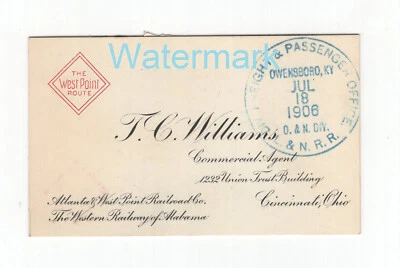 Watermark
THE
West Point
ROUTE
FREIGHT & PASSENGER OFFICE
OWENSBORO, KY
JUL
18
1906
O. & N. DIV.
& N. R. R.
T. C. Williams,
Commercial Agent
1232 Union Trust Building
Atlanta & West Point Railroad Co.
Cincinnati, Ohio
The Western Railway of Alabama